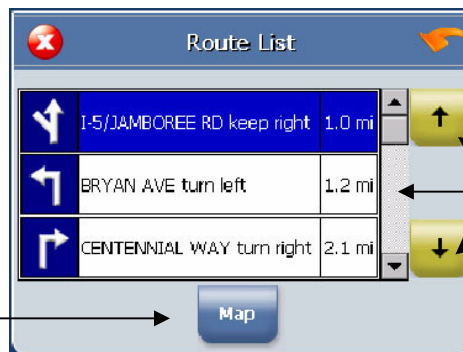 Route List
I-5/JAMBOREE RD keep right 1.0 mi
BRYAN AVE turn left 1.2 mi
CENTENNIAL WAY turn right 2.1 mi
Map